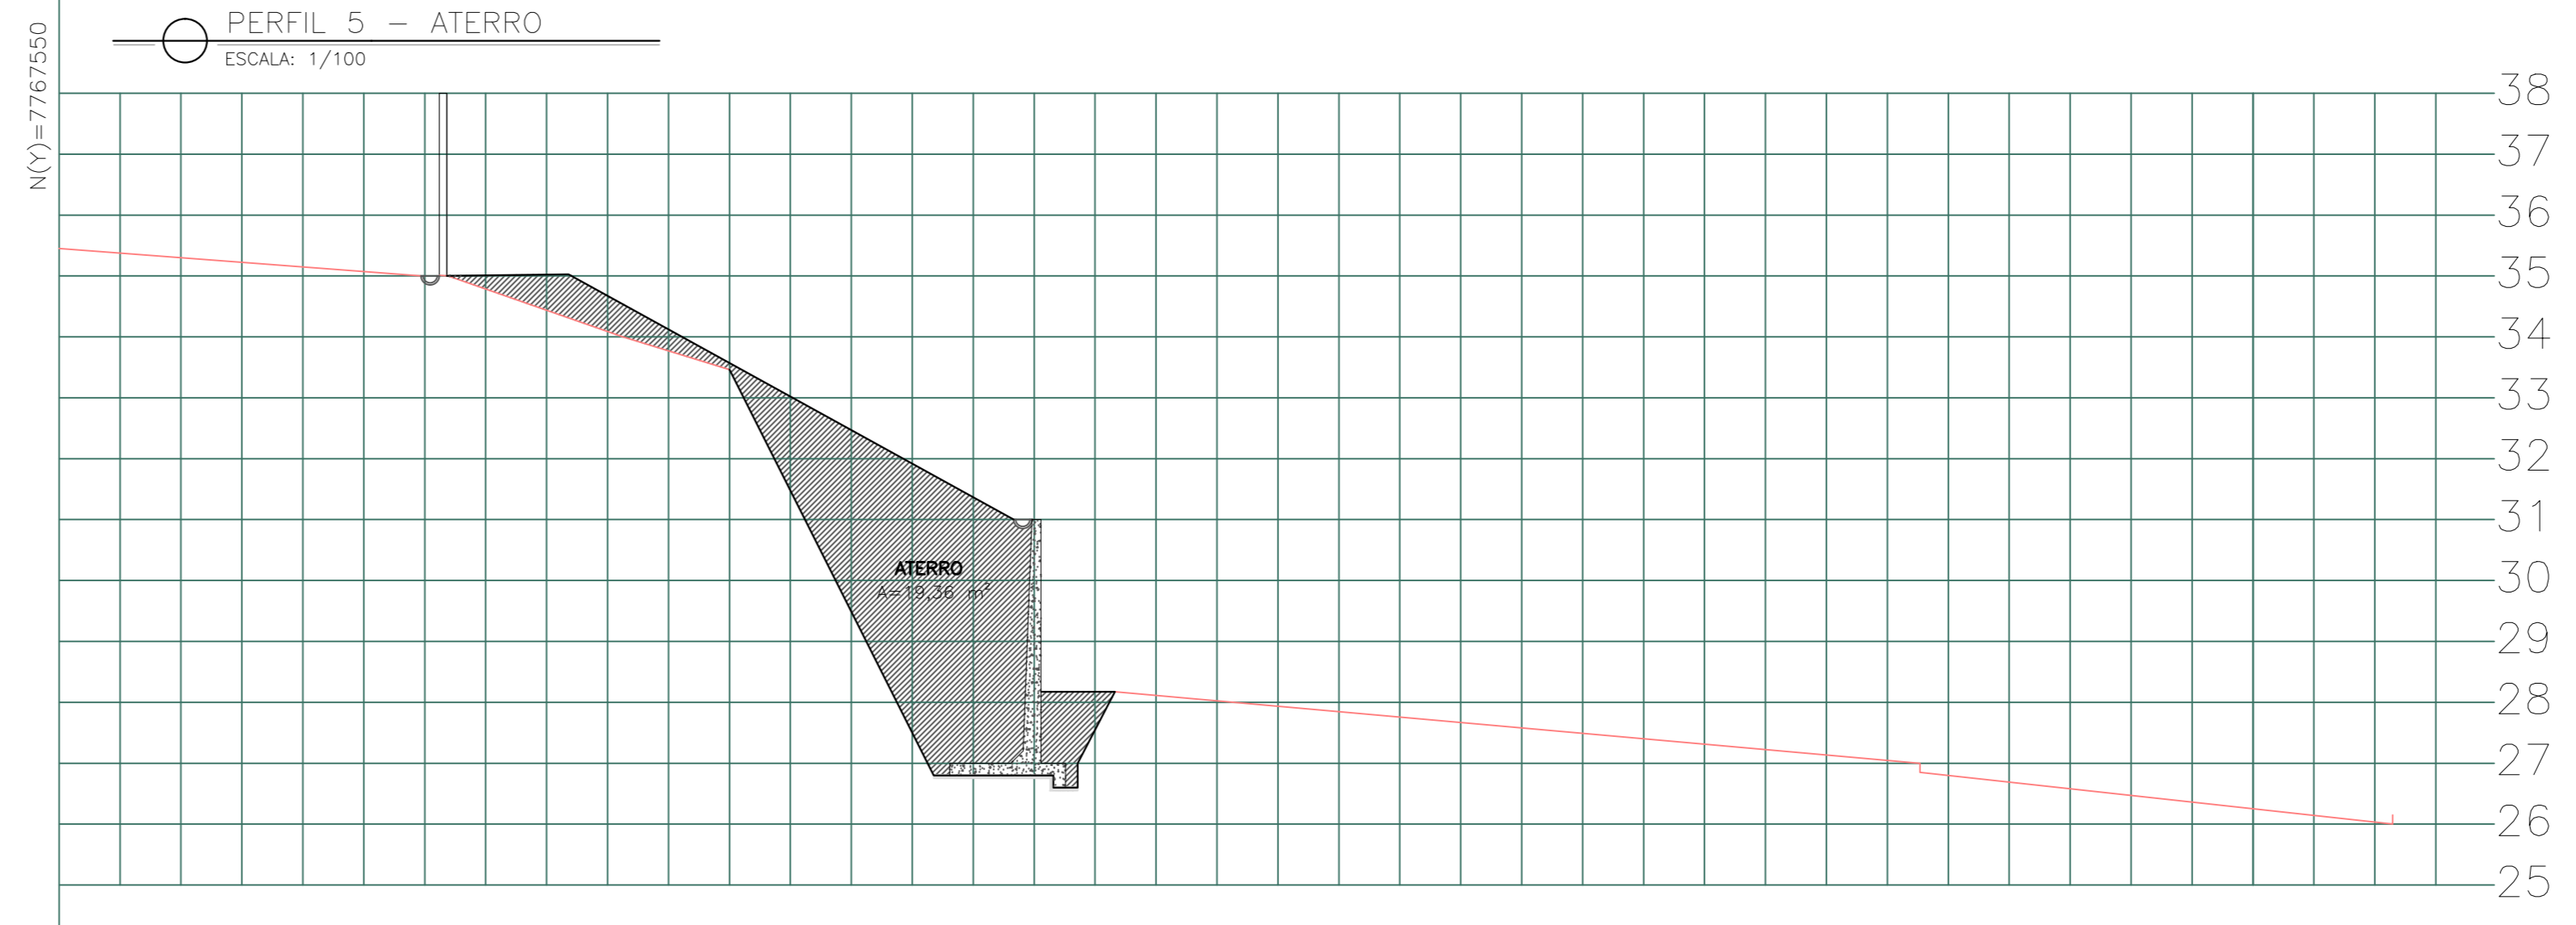 N(Y)=7767550
PERFIL 5 - ATERRO
ESCALA: 1/100
38
37
36
35
34
33
32
31
30
29
28
27
26
25
ATERRO
A=19,36 m²